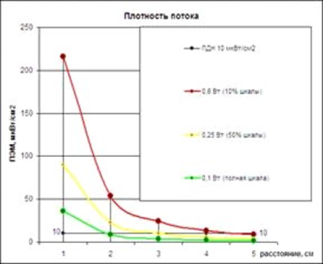 Плотность потока
ППЭМ, мкВт/см2
250
200
150
100
50
0
10
10
1 2 3 4 5
расстояние, см
ПДН 10 мкВт/см2
0,6 Вт (10% шкалы)
0,25 Вт (50% шкалы)
0,1 Вт (полная шкала)